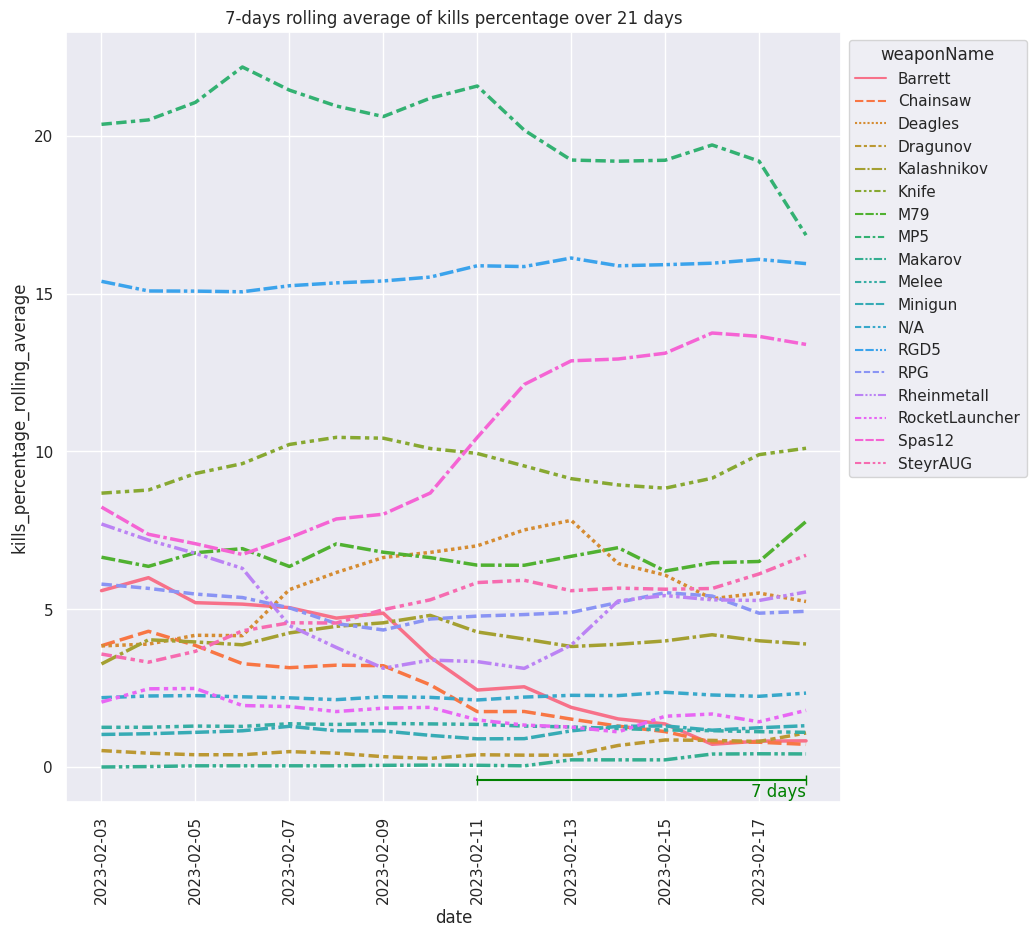 7-days rolling average of kills percentage over 21 days
kills_percentage_rolling_average
20
15
10
5
0
7 days
2023-02-03
2023-02-05
2023-02-07
2023-02-09
2023-02-11
2023-02-13
2023-02-15
2023-02-17
date
weaponName
Barrett
Chainsaw
Deagles
Dragunov
Kalashnikov
Knife
M79
MP5
Makarov
Melee
Minigun
N/A
RGD5
RPG
Rheinmetall
RocketLauncher
Spas12
SteyrAUG